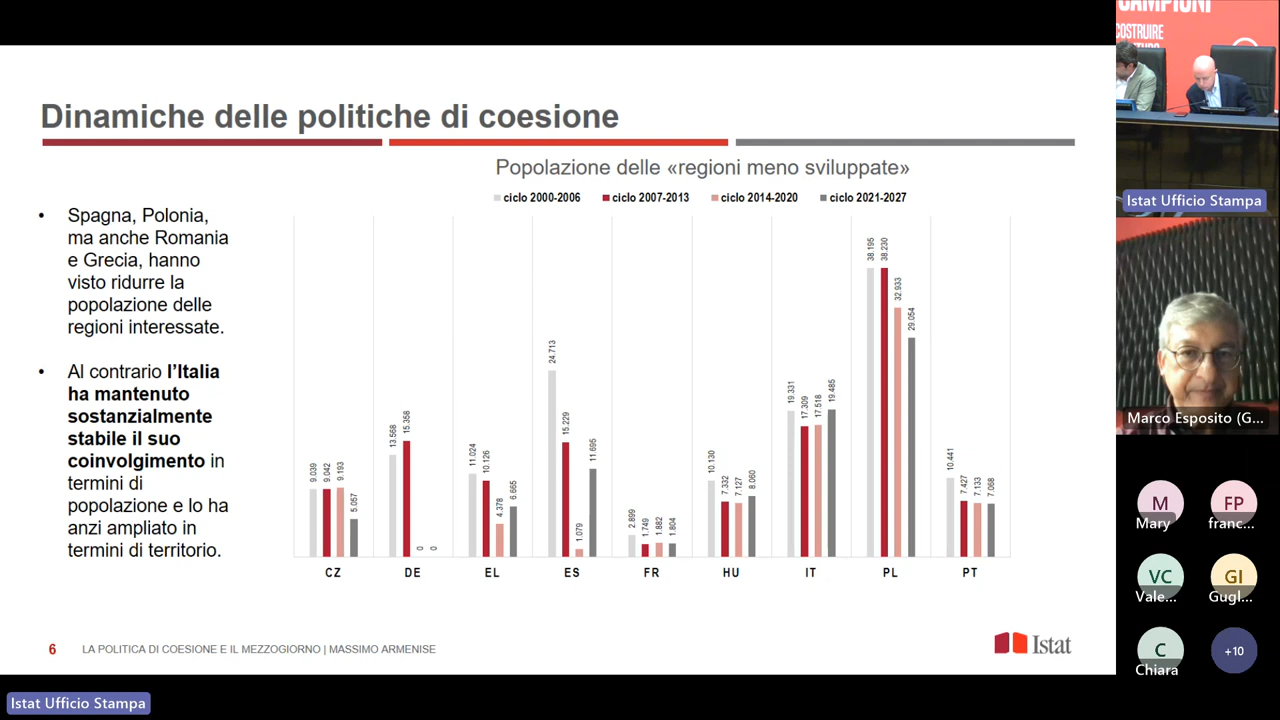 Dinamiche delle politiche di coesione
Popolazione delle «regioni meno sviluppate»
ciclo 2000-2006 ciclo 2007-2013 ciclo 2014-2020 ciclo 2021-2027
• Spagna, Polonia,
ma anche Romania
e Grecia, hanno
visto ridurre la
popolazione delle
regioni interessate.
• Al contrario l’Italia
ha mantenuto
sostanzialmente
stabile il suo
coinvolgimento in
termini di
popolazione e lo ha
anzi ampliato in
termini di territorio.
9.039 9.042 9.193 5.057
13.568 15.358 0 0
11.024 10.126 4.378 6.665
24.713 15.229 1.079 11.695
2.899 1.749 1.882 1.804
10.130 7.332 7.127 8.060
19.331 17.309 17.518 19.485
38.195 38.230 32.933 29.054
10.441 7.427 7.133 7.068
CZ DE EL ES FR HU IT PL PT
6 LA POLITICA DI COESIONE E IL MEZZOGIORNO | MASSIMO ARMENISE
Istat
Istat Ufficio Stampa
CAMPIONI
COSTRUIRE
Istat Ufficio Stampa
Marco Esposito (G...
M FP
Mary franc...
VC GI
Vale... Gugl...
C +10
Chiara